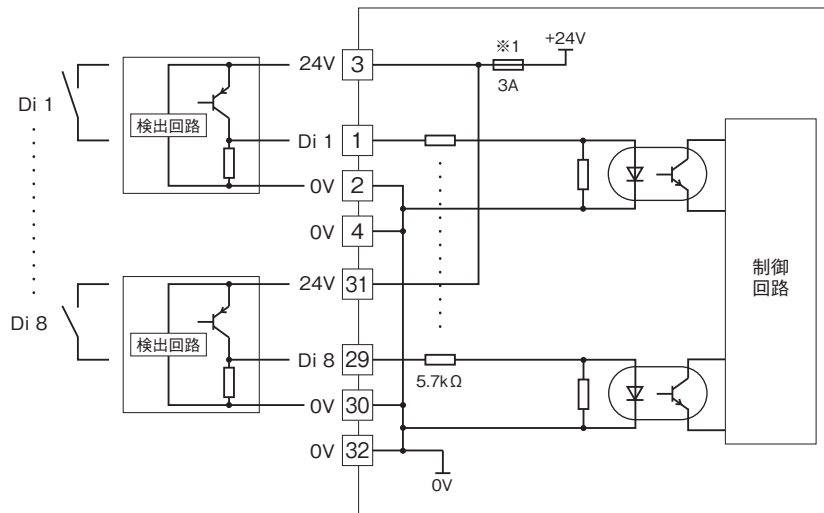 +24V
※1
24V 3
3A
Di 1
検出回路
Di 1 1
0V 2
0V 4
24V 31
制御
回路
Di 8
検出回路
Di 8 29
5.7kΩ
0V 30
0V 32
0V